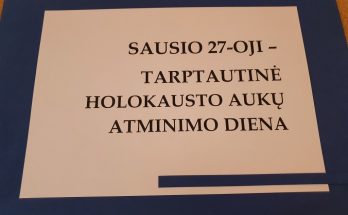 SAUSIO 27-OJI –
TARPTAUTINĖ
HOLOKAUSTO AUKŲ
ATMINIMO DIENA